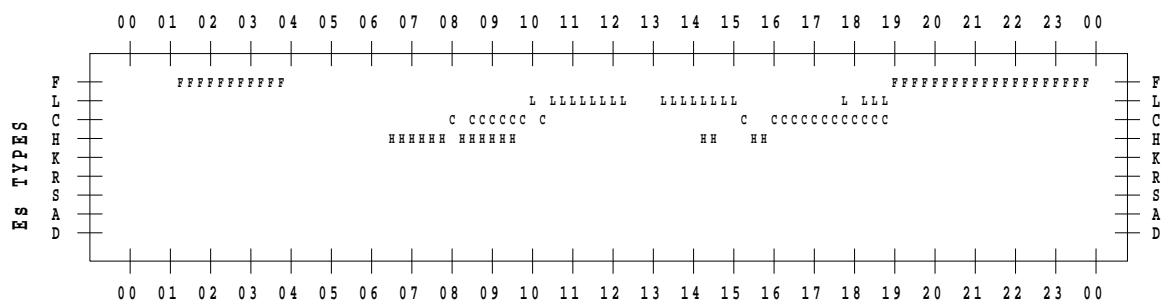 00 01 02 03 04 05 06 07 08 09 10 11 12 13 14 15 16 17 18 19 20 21 22 23 00
Es TYPES
F FFFFFFFFFFF FFFFFFFFFFFFFFFFFFFF F
L L LLLLLLLL LLLLLLLL L LLL L
C C CCCCCC C C CCCCCCCCCCCC C
H HHHHHH HHHHHH HH HH H
K K
R R
S S
A A
D D
00 01 02 03 04 05 06 07 08 09 10 11 12 13 14 15 16 17 18 19 20 21 22 23 00